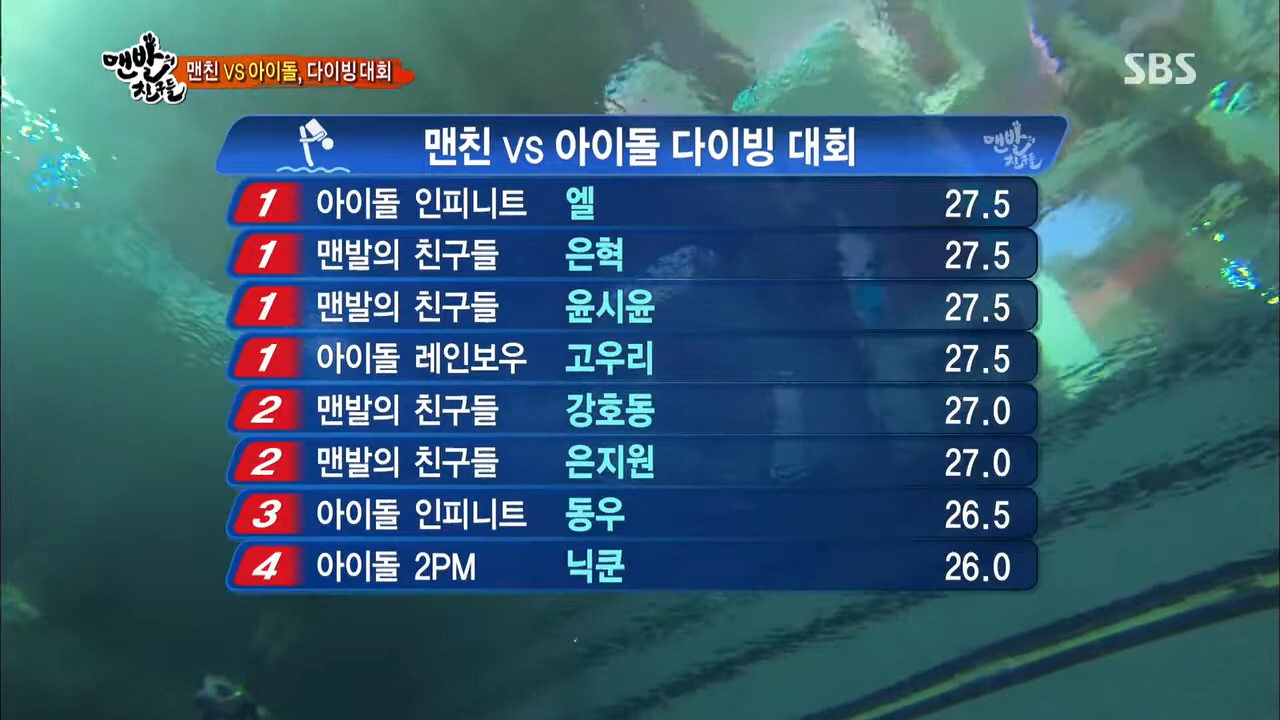 맨발의 친구들
맨친 VS 아이돌, 다이빙 대회
SBS
맨친 VS 아이돌 다이빙 대회
맨발의 친구들
1 아이돌 인피니트 엘 27.5
1 맨발의 친구들 은혁 27.5
1 맨발의 친구들 윤시윤 27.5
1 아이돌 레인보우 고우리 27.5
2 맨발의 친구들 강호동 27.0
2 맨발의 친구들 은지원 27.0
3 아이돌 인피니트 동우 26.5
4 아이돌 2PM 닉쿤 26.0